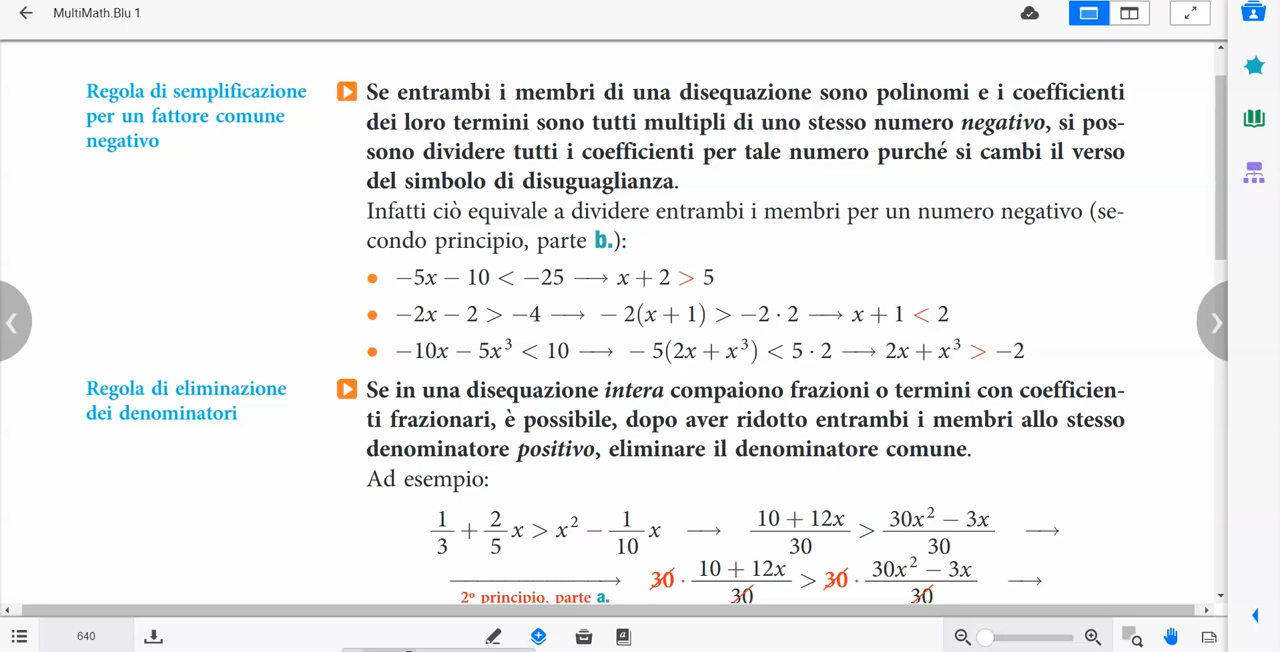 MultiMath.Blu 1
Regola di semplificazione
per un fattore comune
negativo
Se entrambi i membri di una disequazione sono polinomi e i coefficienti
dei loro termini sono tutti multipli di uno stesso numero negativo, si pos-
sono dividere tutti i coefficienti per tale numero purché si cambi il verso
del simbolo di disuguaglianza.
Infatti ciò equivale a dividere entrambi i membri per un numero negativo (se-
condo principio, parte b.):
• −5x − 10 < −25 ⟶ x + 2 > 5
• −2x − 2 > −4 ⟶ − 2(x + 1) > −2 · 2 ⟶ x + 1 < 2
• −10x − 5x³ < 10 ⟶ − 5(2x + x³) < 5 · 2 ⟶ 2x + x³ > −2
Regola di eliminazione
dei denominatori
Se in una disequazione intera compaiono frazioni o termini con coefficien-
ti frazionari, è possibile, dopo aver ridotto entrambi i membri allo stesso
denominatore positivo, eliminare il denominatore comune.
Ad esempio:
1/3 + 2/5 x > x² − 1/10 x ⟶ (10 + 12x)/30 > (30x² − 3x)/30 ⟶
⟶ 30 · (10 + 12x)/30 > 30 · (30x² − 3x)/30 ⟶
2º principio, parte a.
640